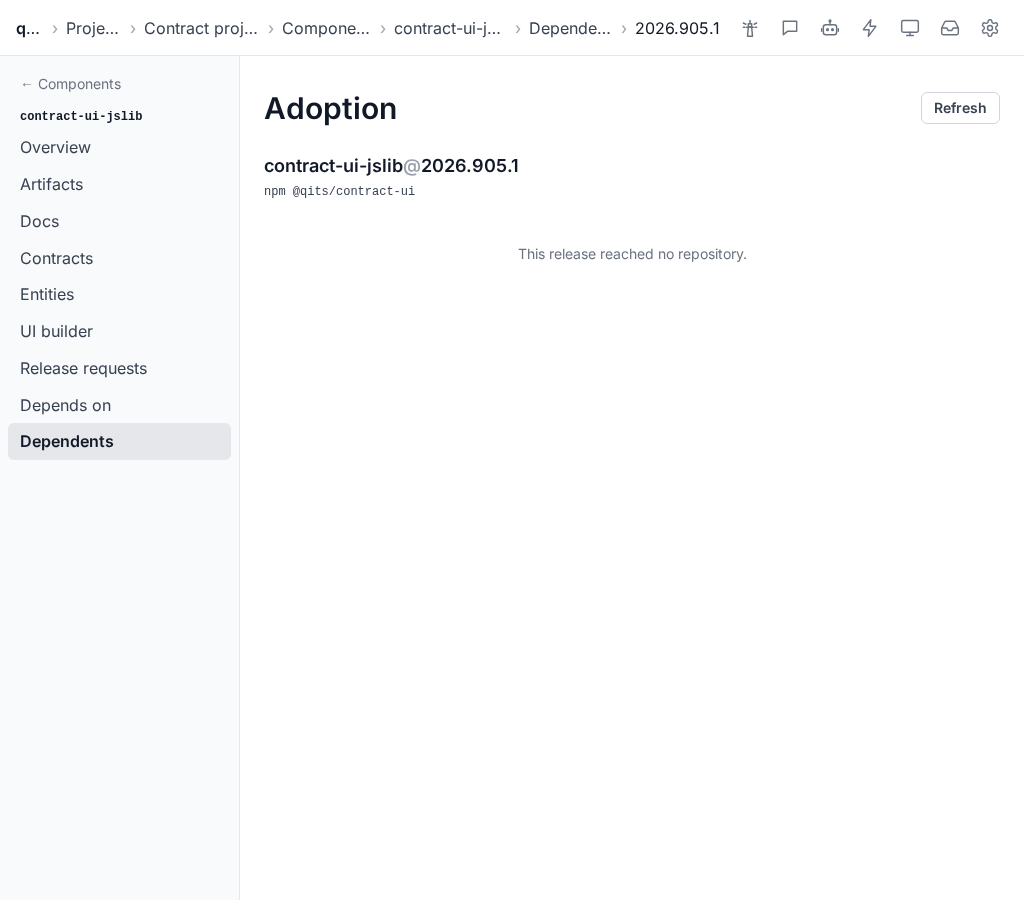 q... › Proje... › Contract proj... › Compone... › contract-ui-j... › Depende... › 2026.905.1
← Components
contract-ui-jslib
Overview
Artifacts
Docs
Contracts
Entities
UI builder
Release requests
Depends on
Dependents
Adoption
Refresh
contract-ui-jslib@2026.905.1
npm @qits/contract-ui
This release reached no repository.